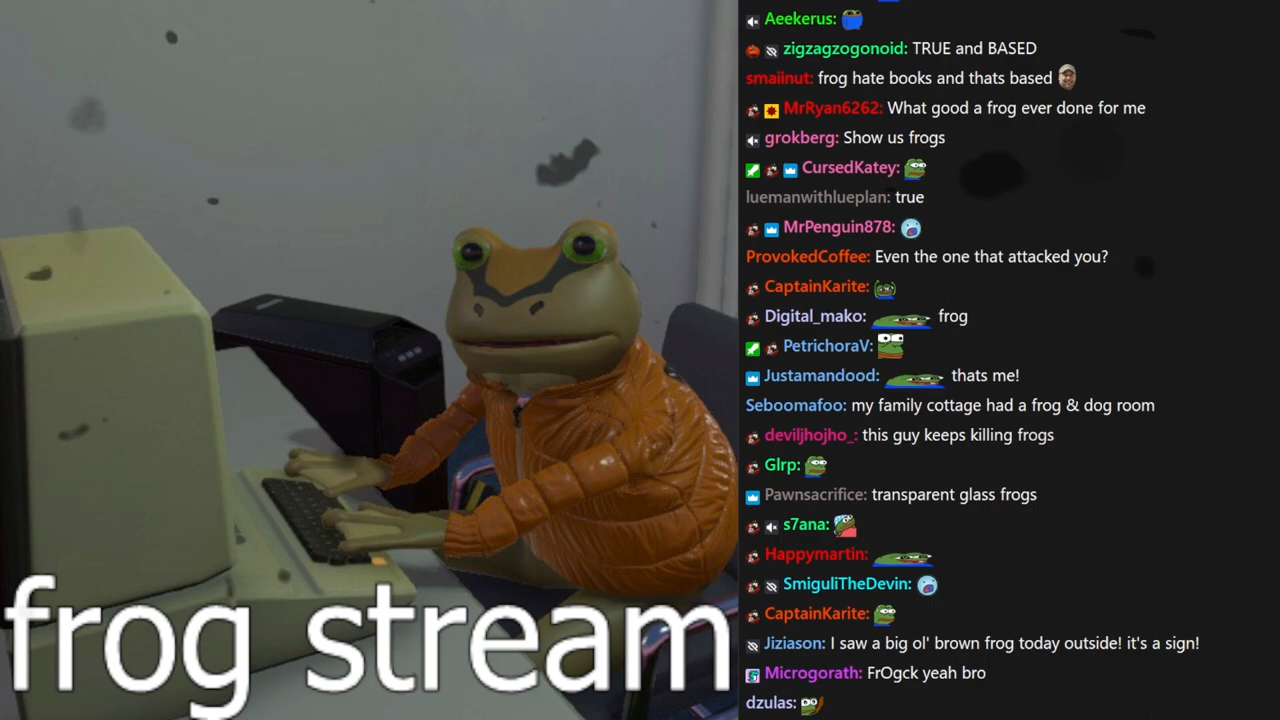 frog stream
Aeekerus:
zigzagzogonoid: TRUE and BASED
smaiinut: frog hate books and thats based
MrRyan6262: What good a frog ever done for me
grokberg: Show us frogs
CursedKatey:
luemanwithlueplan: true
MrPenguin878:
ProvokedCoffee: Even the one that attacked you?
CaptainKarite:
Digital_mako: frog
PetrichoraV:
Justamandood: thats me!
Seboomafoo: my family cottage had a frog & dog room
deviljhojho_: this guy keeps killing frogs
Glrp:
Pawnsacrifice: transparent glass frogs
s7ana:
Happymartin:
SmiguliTheDevin:
CaptainKarite:
Jiziason: I saw a big ol' brown frog today outside! it's a sign!
Microgorath: FrOgck yeah bro
dzulas: